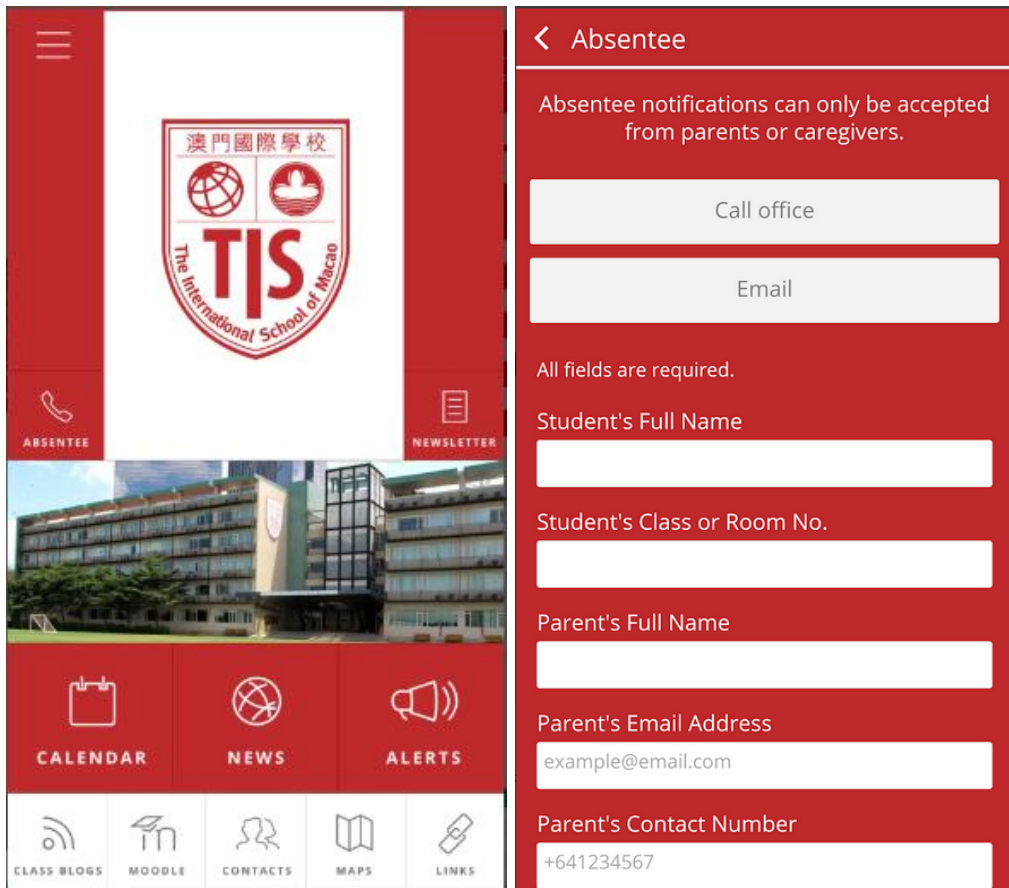 澳門國際學校
TIS
The International School of Macao
ABSENTEE
NEWSLETTER
CALENDAR
NEWS
ALERTS
CLASS BLOGS
MOODLE
CONTACTS
MAPS
LINKS
Absentee
Absentee notifications can only be accepted
from parents or caregivers.
Call office
Email
All fields are required.
Student's Full Name
Student's Class or Room No.
Parent's Full Name
Parent's Email Address
example@email.com
Parent's Contact Number
+641234567